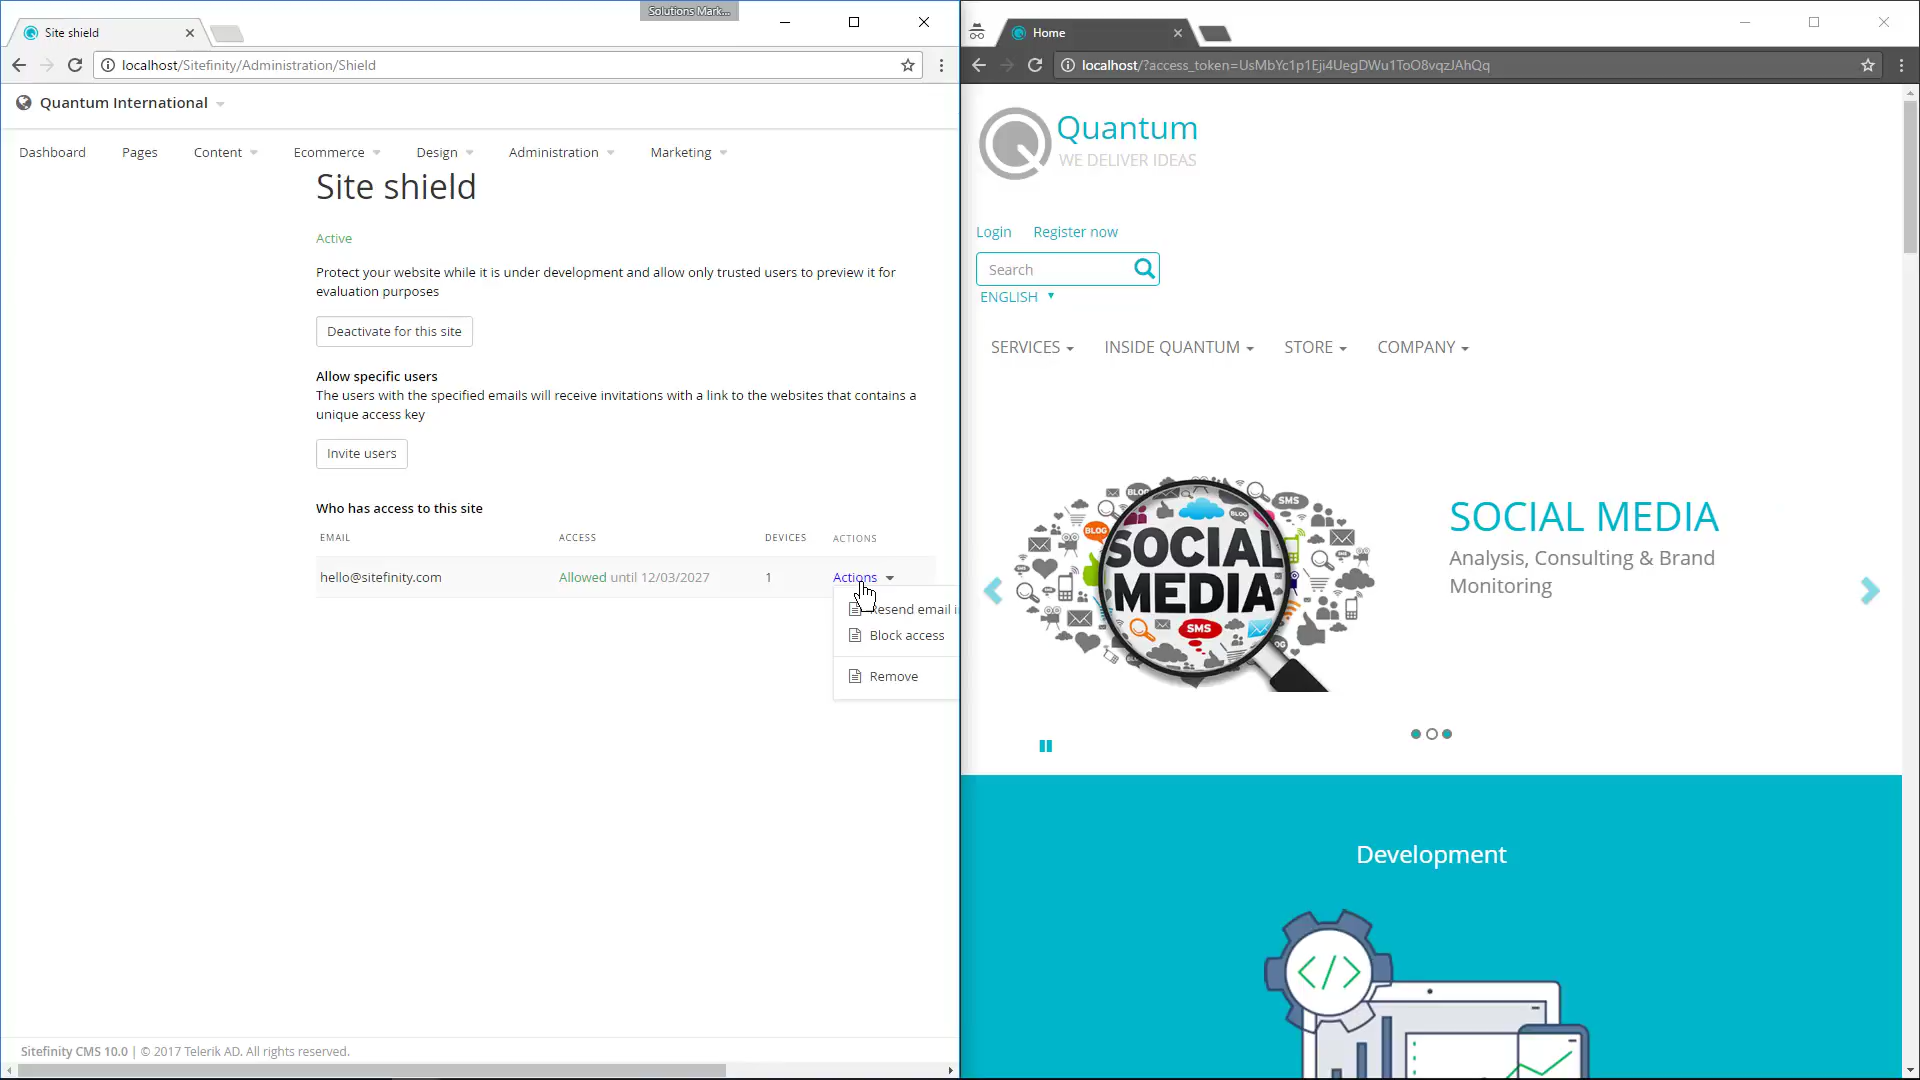 Solutions Mark...
Site shield
localhost/Sitefinity/Administration/Shield
Quantum International
Dashboard
Pages
Content
Ecommerce
Design
Administration
Marketing
Site shield
Active
Protect your website while it is under development and allow only trusted users to preview it for
evaluation purposes
Deactivate for this site
Allow specific users
The users with the specified emails will receive invitations with a link to the websites that contains a
unique access key
Invite users
Who has access to this site
EMAIL ACCESS DEVICES ACTIONS
hello@sitefinity.com Allowed until 12/03/2027 1 Actions
Resend email i
Block access
Remove
Sitefinity CMS 10.0 | © 2017 Telerik AD. All rights reserved.
Home
localhost/?access_token=UsMbYc1p1Eji4UegDWu1ToO8vqzJAhQq
Quantum
WE DELIVER IDEAS
Login Register now
Search
ENGLISH
SERVICES INSIDE QUANTUM STORE COMPANY
BLOG
SMS
BLOG
BLOG
SOCIAL
MEDIA
SMS
SOCIAL MEDIA
Analysis, Consulting & Brand
Monitoring
Development